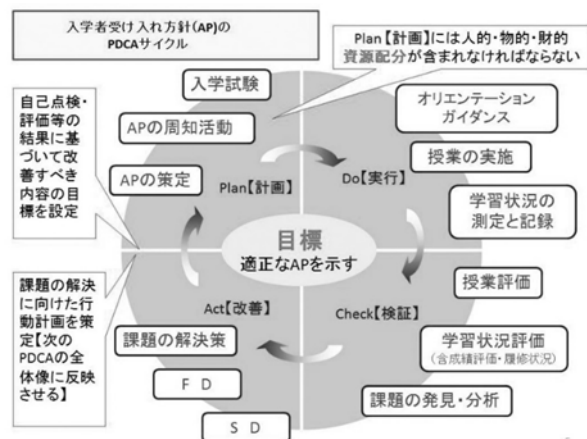 入学者受け入れ方針(AP)の
PDCAサイクル
Plan【計画】には人的・物的・財的
資源配分が含まれなければならない
自己点検・
評価等の
結果に基
づいて改
善すべき
内容の目
標を設定
入学試験
APの周知活動
APの策定
Plan【計画】
オリエンテーション
ガイダンス
授業の実施
学習状況の
測定と記録
Do【実行】
目標
適正なAPを示す
課題の解決
に向けた行
動計画を策
定【次の
PDCAの全
体像に反映
させる】
Act【改善】
課題の解決策
ＦＤ
ＳＤ
Check【検証】
授業評価
学習状況評価
(含成績評価・履修状況)
課題の発見・分析